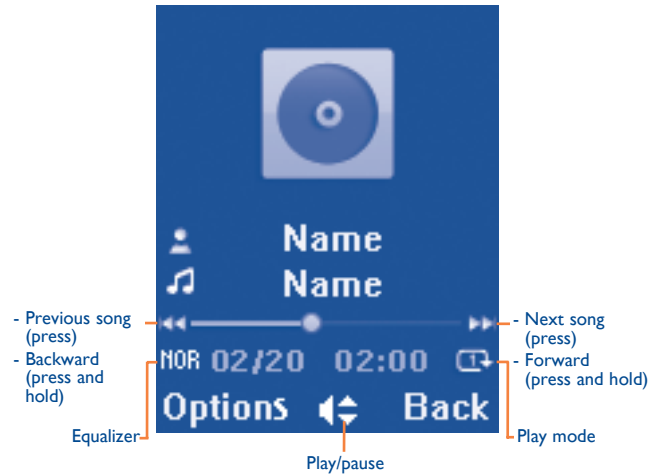 Name
Name
- Previous song
(press)
- Backward
(press and
hold)
- Next song
(press)
- Forward
(press and hold)
NOR 02/20 02:00 1
Options Back
Equalizer
Play mode
Play/pause